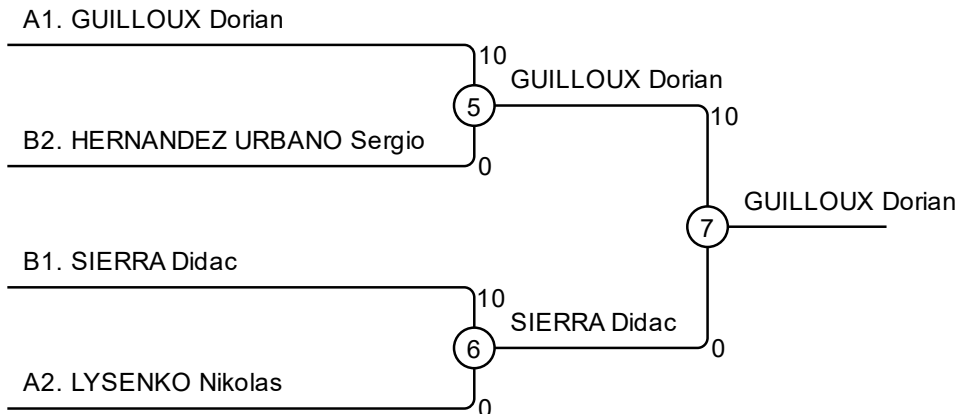 A1. GUILLOUX Dorian
10
GUILLOUX Dorian
5
10
B2. HERNANDEZ URBANO Sergio
0
GUILLOUX Dorian
7
B1. SIERRA Didac
10
SIERRA Didac
6
0
A2. LYSENKO Nikolas
0